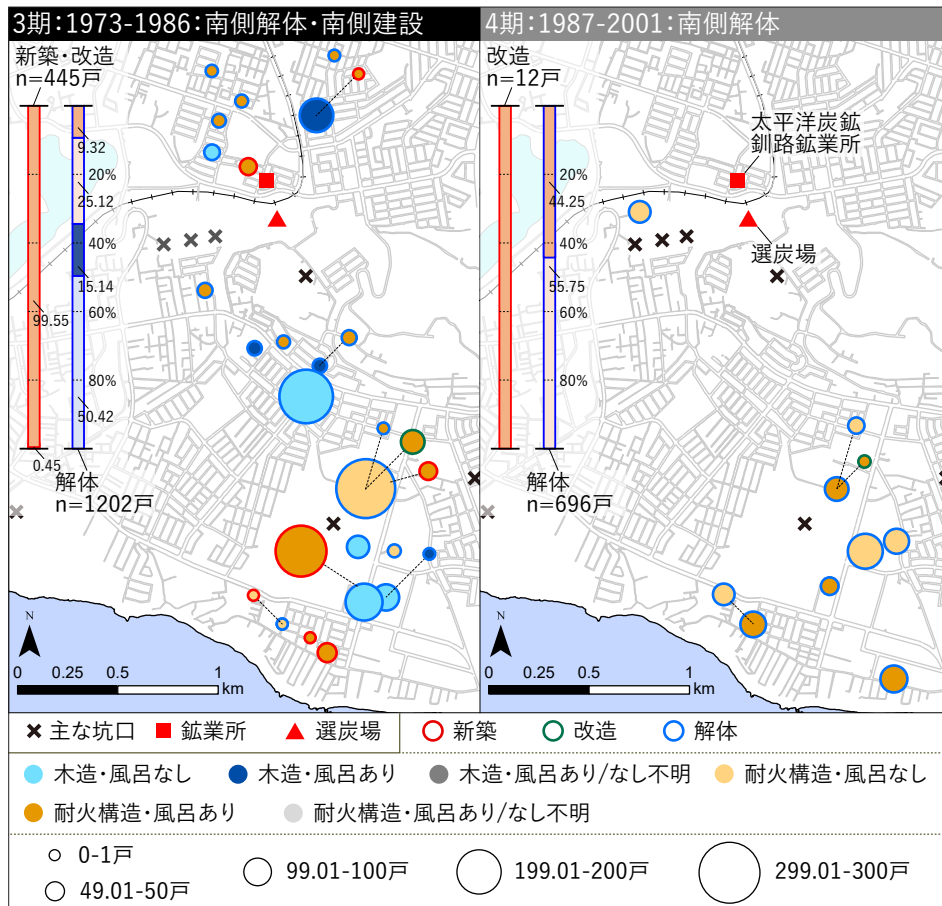 3期：1973-1986：南側解体・南側建設
新築・改造
n=445戸
9.32
20%
25.12
40%
15.14
99.55
60%
80%
50.42
0.45
解体
n=1202戸
N
0 0.25 0.5 1
km
4期：1987-2001：南側解体
改造
n=12戸
太平洋炭鉱
釧路鉱業所
選炭場
20%
44.25
40%
55.75
60%
80%
解体
n=696戸
N
0 0.25 0.5 1
km
主な坑口 鉱業所 選炭場 新築 改造 解体
木造・風呂なし 木造・風呂あり 木造・風呂あり/なし不明 耐火構造・風呂なし
耐火構造・風呂あり 耐火構造・風呂あり/なし不明
0-1戸
49.01-50戸
99.01-100戸
199.01-200戸
299.01-300戸